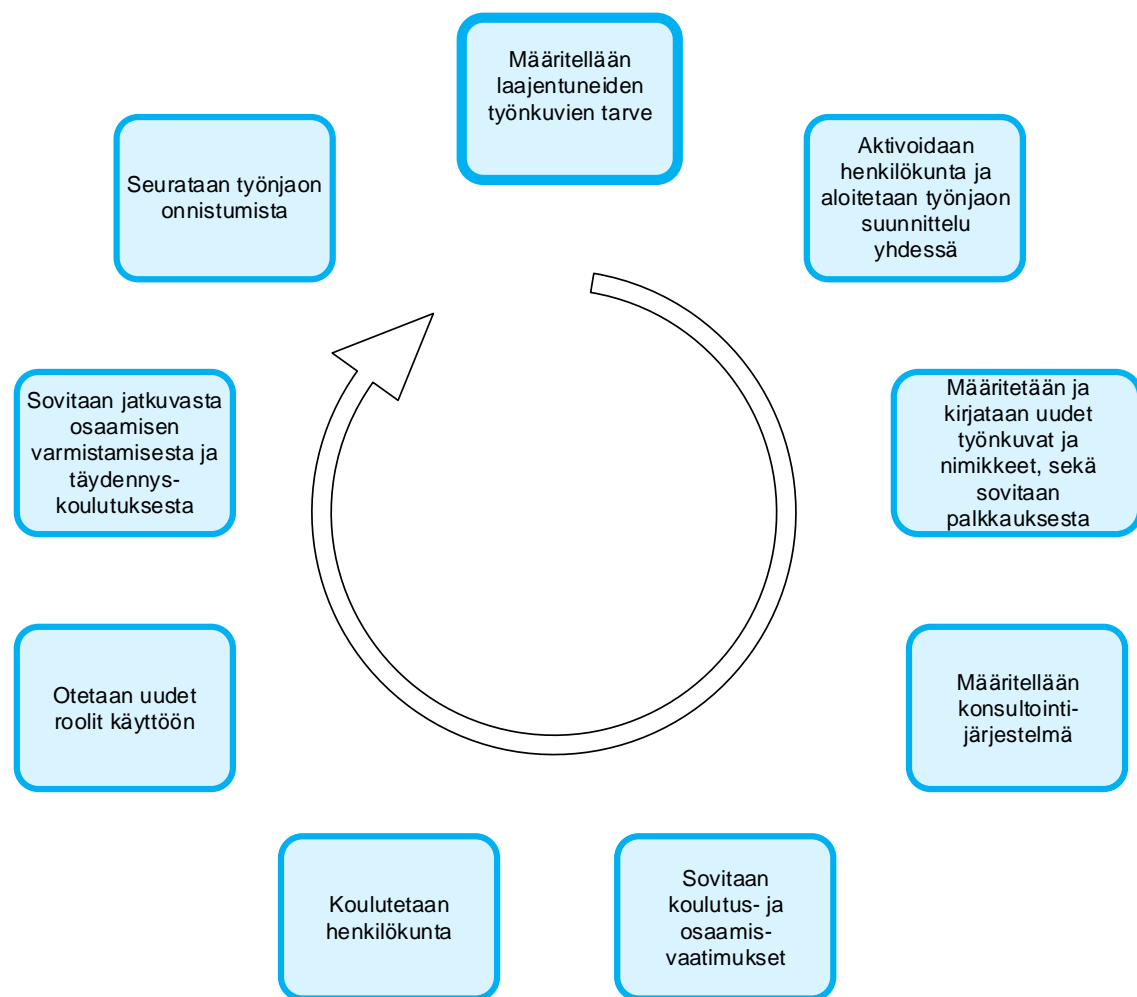 Määritellään
laajentuneiden
työnkuvien tarve
Aktivoidaan
henkilökunta ja
aloitetaan työnjaon
suunnittelu
yhdessä
Määritetään ja
kirjataan uudet
työnkuvat ja
nimikkeet, sekä
sovitaan
palkkauksesta
Määritellään
konsultointi-
järjestelmä
Sovitaan
koulutus- ja
osaamis-
vaatimukset
Koulutetaan
henkilökunta
Otetaan uudet
roolit käyttöön
Sovitaan jatkuvasta
osaamisen
varmistamisesta ja
täydennys-
koulutuksesta
Seurataan työnjaon
onnistumista